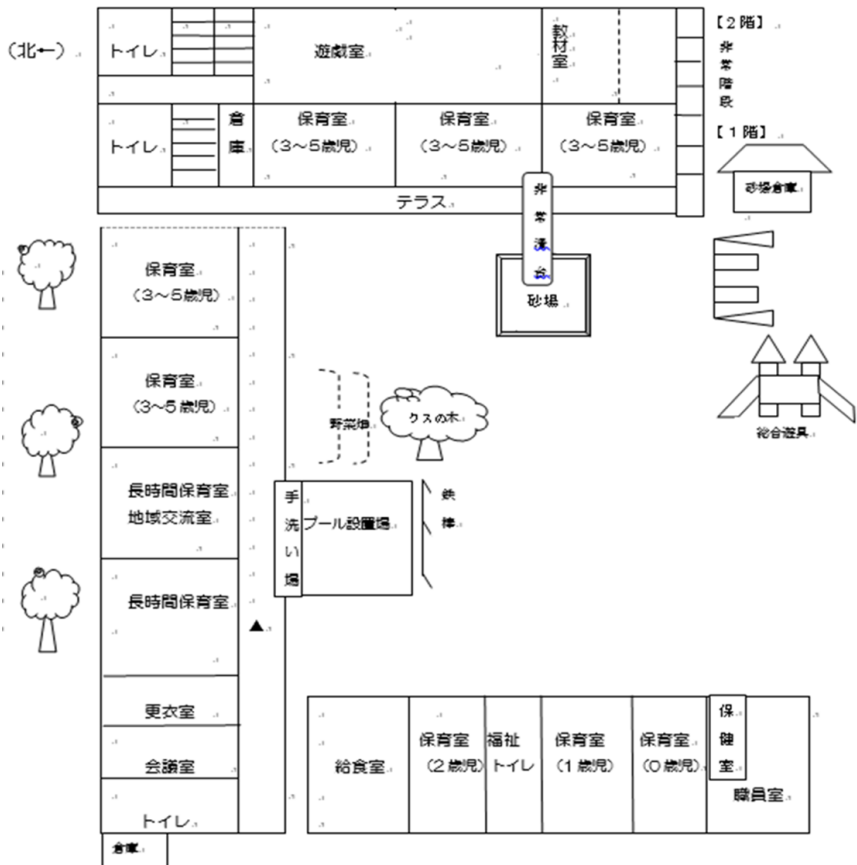 (北←)
トイレ
遊戯室
教材室
【2階】
非常階段
【1階】
トイレ
倉庫
保育室
(3～5歳児)
保育室
(3～5歳児)
保育室
(3～5歳児)
テラス
非常滑台
砂場
砂場倉庫
総合遊具
保育室
(3～5歳児)
保育室
(3～5歳児)
野菜畑
クスの木
長時間保育室
地域交流室
手洗い場
プール設置場
鉄棒
長時間保育室
▲
更衣室
会議室
トイレ
倉庫
給食室
保育室
(2歳児)
福祉
トイレ
保育室
(1歳児)
保育室
(0歳児)
保健室
職員室